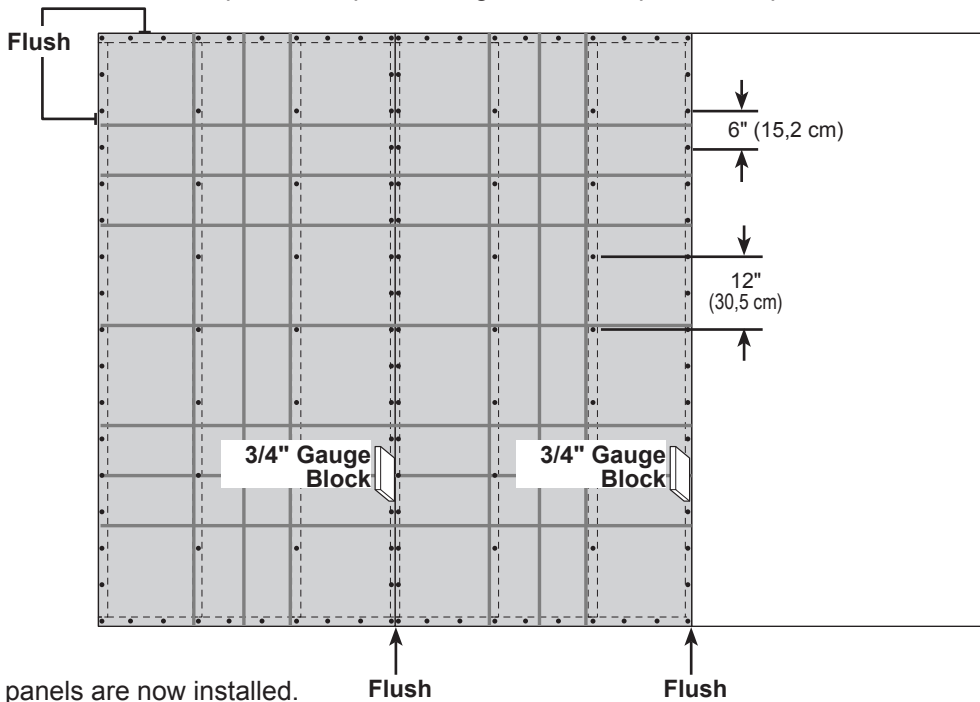 Flush
6" (15,2 cm)
12"
(30,5 cm)
3/4" Gauge
Block
3/4" Gauge
Block
Flush
Flush
panels are now installed.